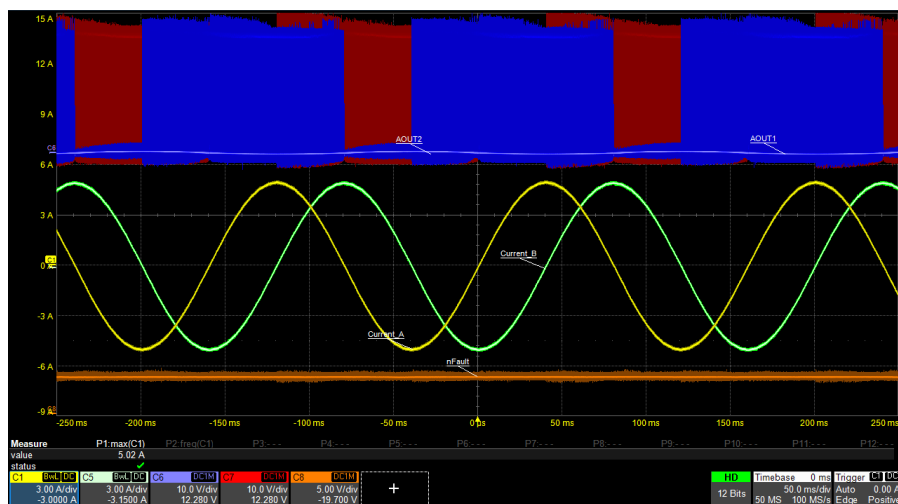 15 A
12 A
9 A
AOUT2
AOUT1
C6
6 A
3 A
Current_B
C1
0 A
-3 A
Current_A
nFault
-6 A
-9 A
-250 ms -200 ms -150 ms -100 ms -50 ms 0 s 50 ms 100 ms 150 ms 200 ms
Measure P1:max(C1) P2:freq(C1) P3:- - - P4:- - - P5:- - - P6:- - - P7:- - - P8:- - - P9:- - - P10:- - - P11:- - - P12:- - -
value 5.02 A
status ✓
C1 BwL DC C5 BwL DC C6 DC1M C7 DC1M C8 DC1M HD Timebase 0 ms Trigger C1 DC
3.00 A/div 3.00 A/div 10.0 V/div 10.0 V/div 5.00 V/div + 50.0 ms/div Auto 0.00 A
-3.0000 A -3.1500 A 12.280 V 12.280 V -19.700 V 12 Bits 50 MS 100 MS/s Edge Positive